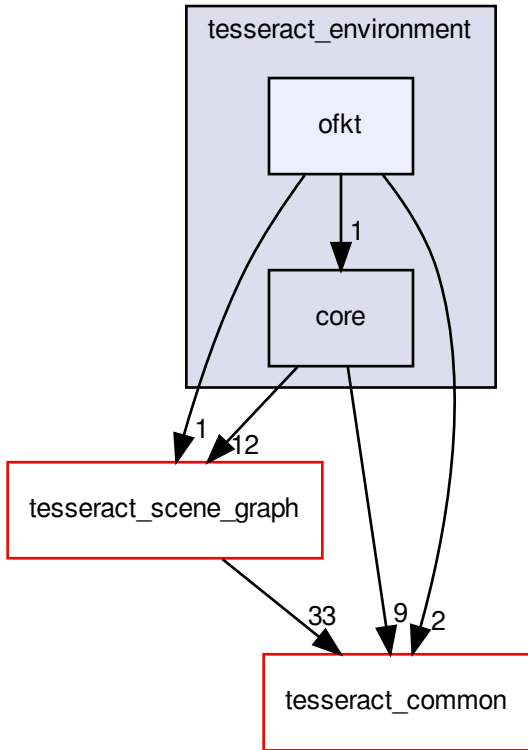 tesseract_environment
ofkt
1
core
1
12
tesseract_scene_graph
33
9
2
tesseract_common